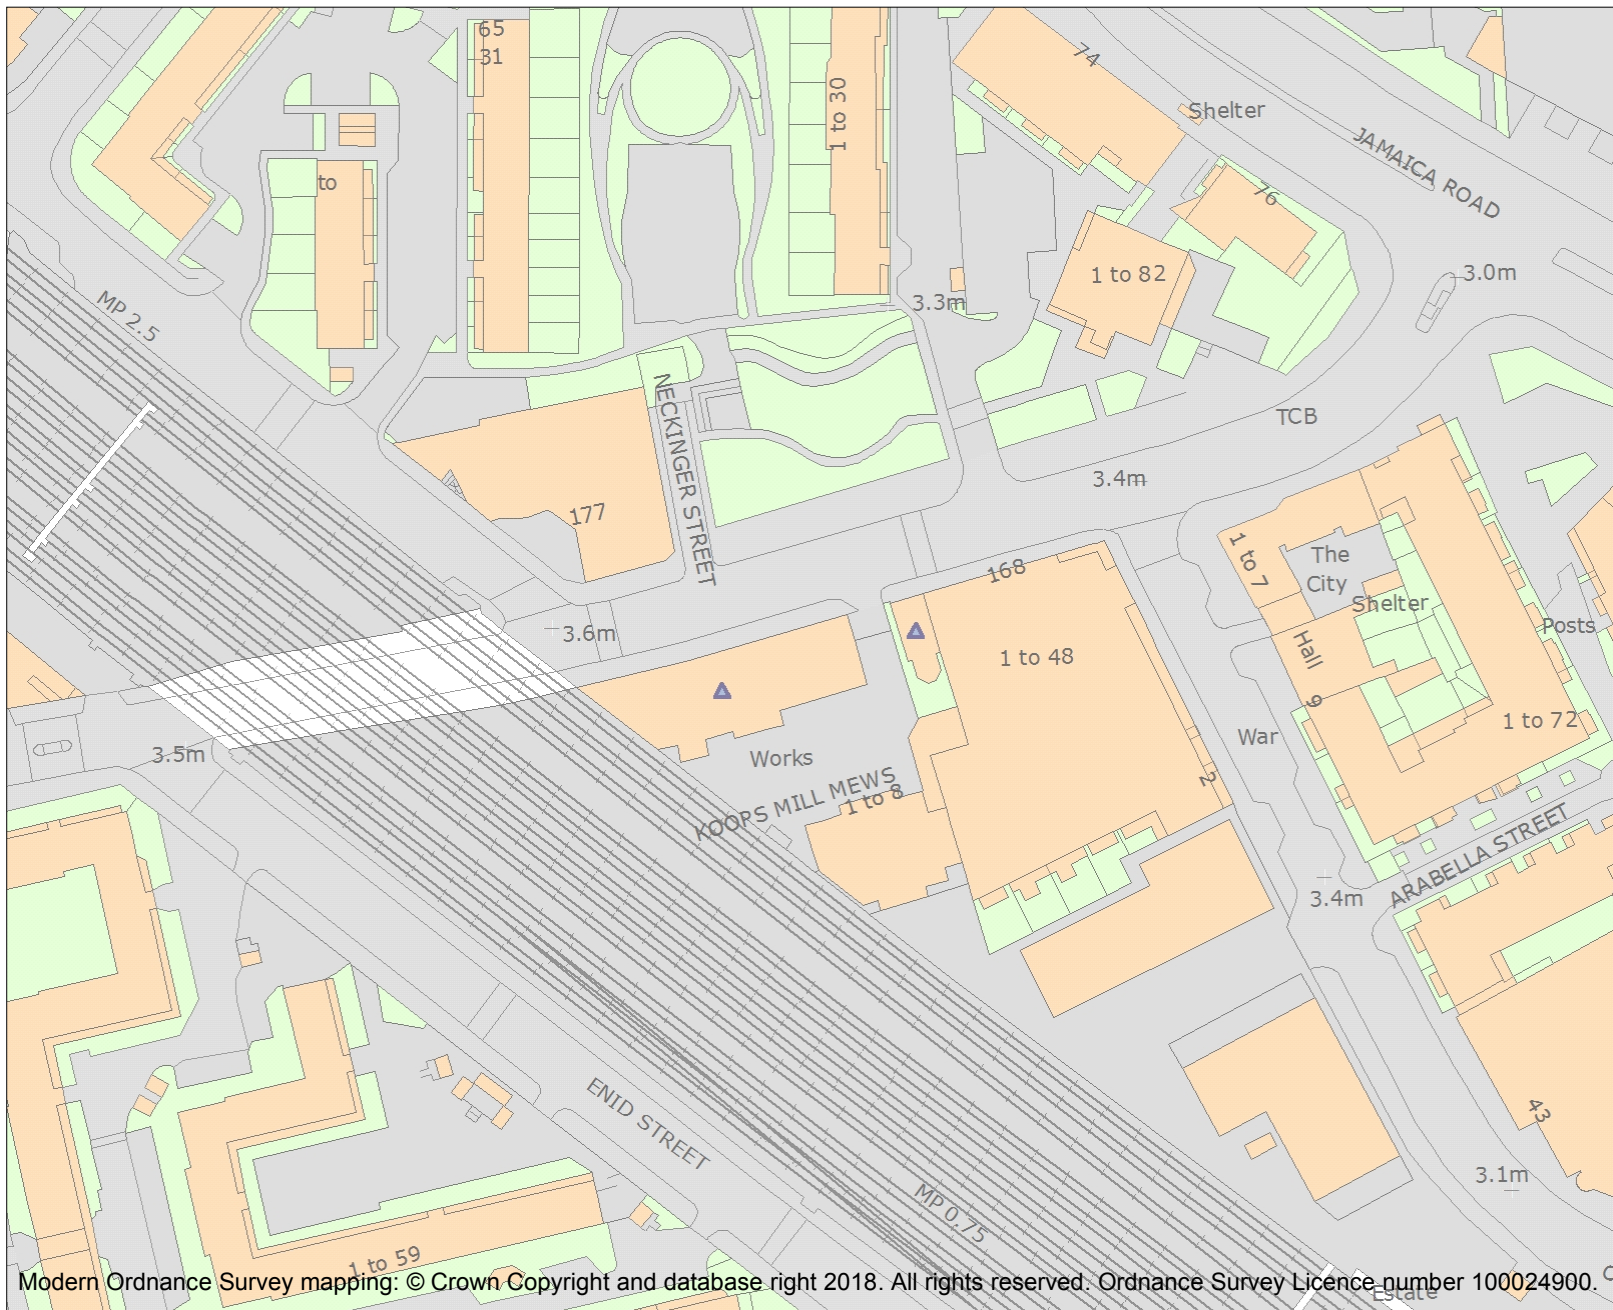 65
31
74
1 to 30
Shelter
JAMAICA ROAD
to
76
1 to 82
3.0m
MP 2.5
3.3m
NECKINGER STREET
TCB
3.4m
177
168
1 to 7
The
City
Shelter
3.6m
Posts
1 to 48
Hall
9
1 to 72
War
3.5m
Works
2
KOOPS MILL MEWS
1 to 8
ARABELLA STREET
3.4m
ENID STREET
43
3.1m
MP 0.75
1 to 59
Modern Ordnance Survey mapping: © Crown Copyright and database right 2018. All rights reserved. Ordnance Survey Licence number 100024900.
Estate